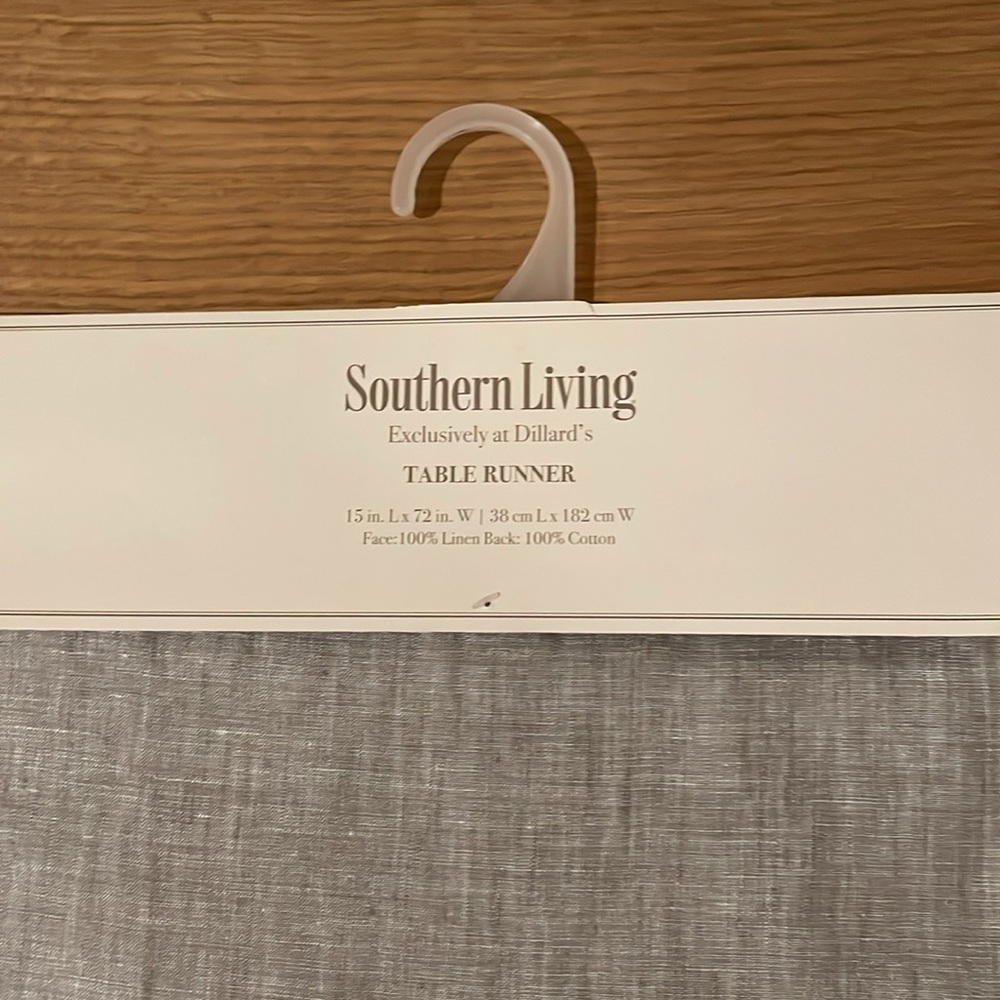 Southern Living
Exclusively at Dillard's
TABLE RUNNER
15 in. L x 72 in. W | 38 cm L x 182 cm W
Face:100% Linen Back: 100% Cotton